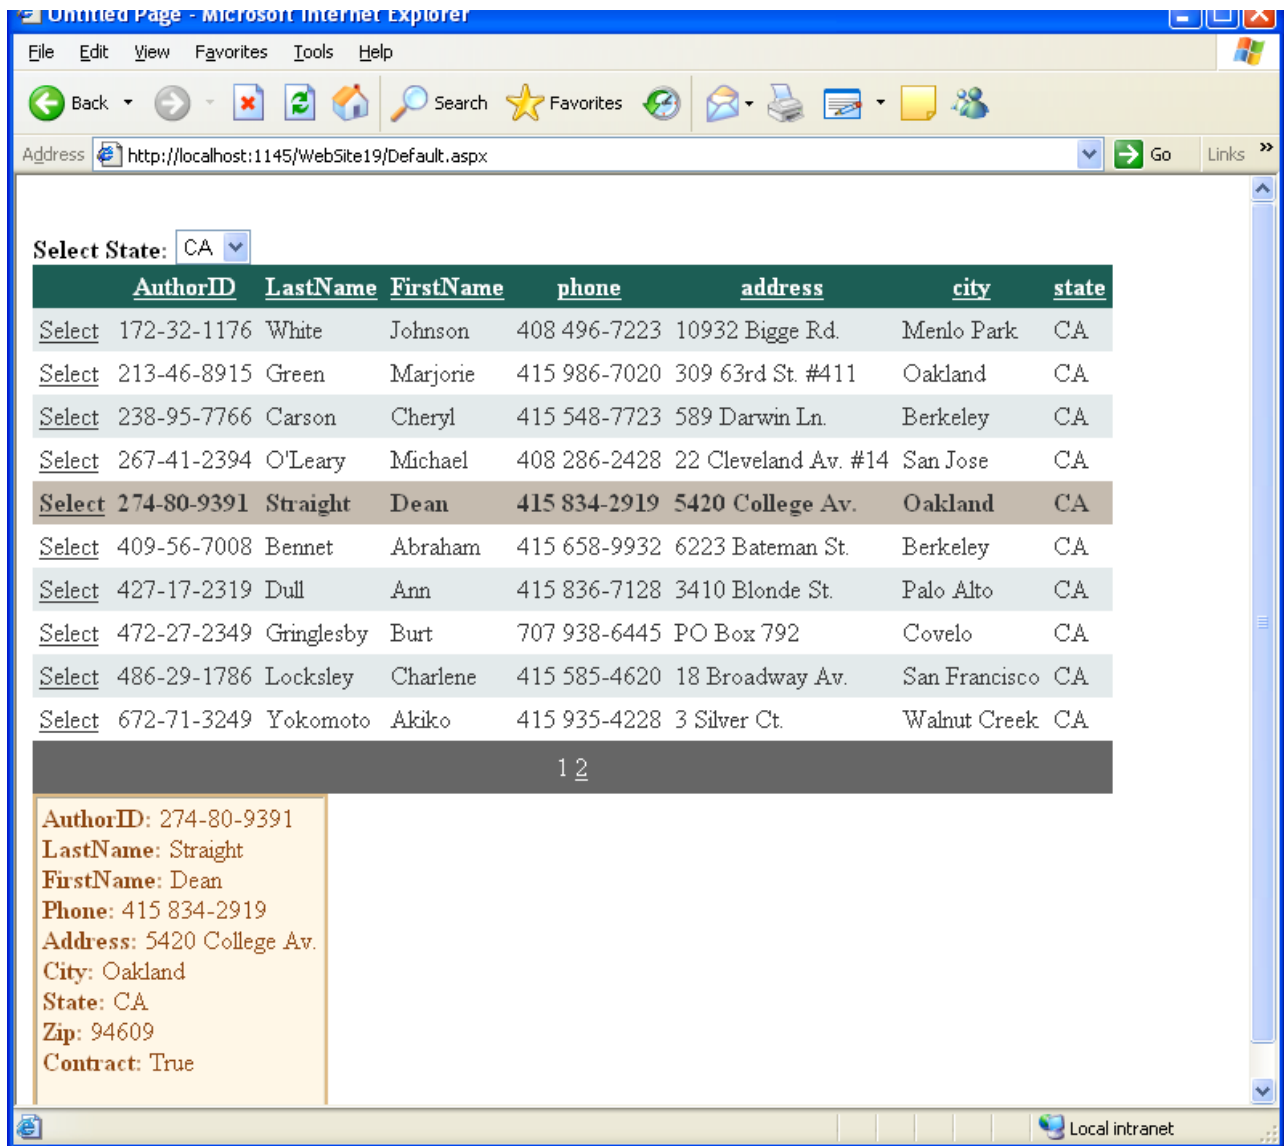 Untitled Page - Microsoft Internet Explorer
File Edit View Favorites Tools Help
Back Search Favorites
Address http://localhost:1145/WebSite19/Default.aspx Go Links »
Select State: CA
AuthorID LastName FirstName phone address city state
Select 172-32-1176 White Johnson 408 496-7223 10932 Bigge Rd. Menlo Park CA
Select 213-46-8915 Green Marjorie 415 986-7020 309 63rd St. #411 Oakland CA
Select 238-95-7766 Carson Cheryl 415 548-7723 589 Darwin Ln. Berkeley CA
Select 267-41-2394 O'Leary Michael 408 286-2428 22 Cleveland Av. #14 San Jose CA
Select 274-80-9391 Straight Dean 415 834-2919 5420 College Av. Oakland CA
Select 409-56-7008 Bennet Abraham 415 658-9932 6223 Bateman St. Berkeley CA
Select 427-17-2319 Dull Ann 415 836-7128 3410 Blonde St. Palo Alto CA
Select 472-27-2349 Gringlesby Burt 707 938-6445 PO Box 792 Covelo CA
Select 486-29-1786 Locksley Charlene 415 585-4620 18 Broadway Av. San Francisco CA
Select 672-71-3249 Yokomoto Akiko 415 935-4228 3 Silver Ct. Walnut Creek CA
1 2
AuthorID: 274-80-9391
LastName: Straight
FirstName: Dean
Phone: 415 834-2919
Address: 5420 College Av.
City: Oakland
State: CA
Zip: 94609
Contract: True
Local intranet